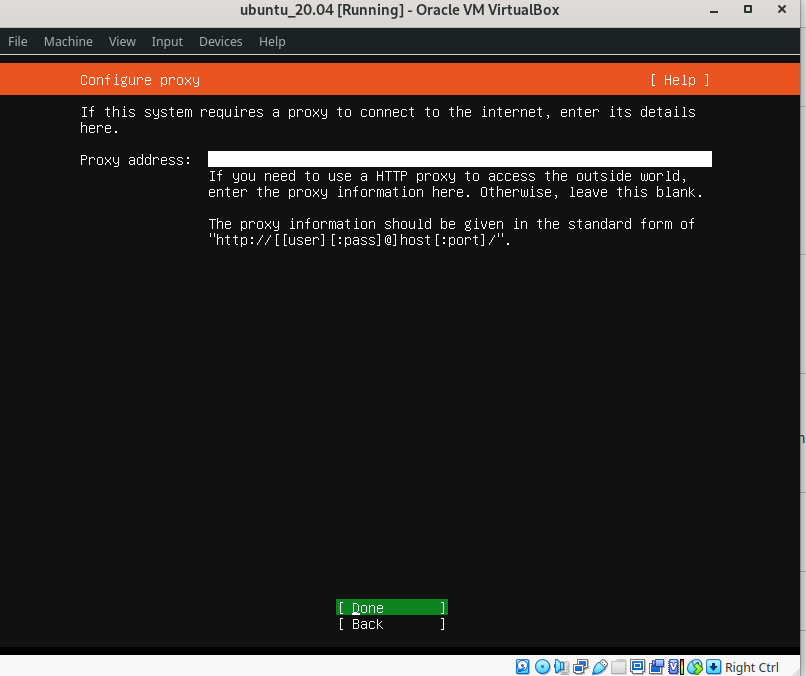 ubuntu_20.04 [Running] - Oracle VM VirtualBox
File Machine View Input Devices Help
Configure proxy [ Help ]
If this system requires a proxy to connect to the internet, enter its details
here.
Proxy address:
If you need to use a HTTP proxy to access the outside world,
enter the proxy information here. Otherwise, leave this blank.
The proxy information should be given in the standard form of
"http://[[user][:pass]@]host[:port]/".
[ Done ]
[ Back ]
Right Ctrl